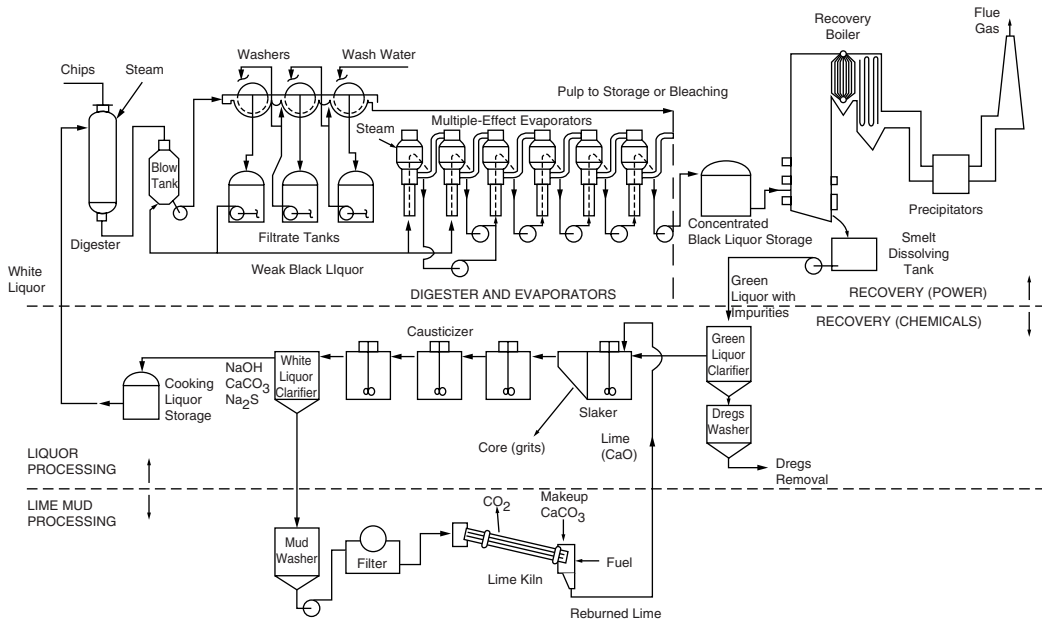 Recovery
Boiler
Flue
Gas
Chips
Steam
Washers
Wash Water
Pulp to Storage or Bleaching
Steam
Multiple-Effect Evaporators
Blow
Tank
Digester
Filtrate Tanks
Weak Black LIquor
Concentrated
Black Liquor Storage
Precipitators
Smelt
Dissolving
Tank
White
Liquor
DIGESTER AND EVAPORATORS
Green
Liquor with
Impurities
RECOVERY (POWER)
RECOVERY (CHEMICALS)
Causticizer
NaOH
CaCO3
Na2S
White
Liquor
Clarifier
Green
Liquor
Clarifier
Cooking
Liquor
Storage
Slaker
Dregs
Washer
Core (grits)
Lime
(CaO)
Dregs
Removal
LIQUOR
PROCESSING
LIME MUD
PROCESSING
CO2
Makeup
CaCO3
Mud
Washer
Filter
Fuel
Lime Kiln
Reburned Lime